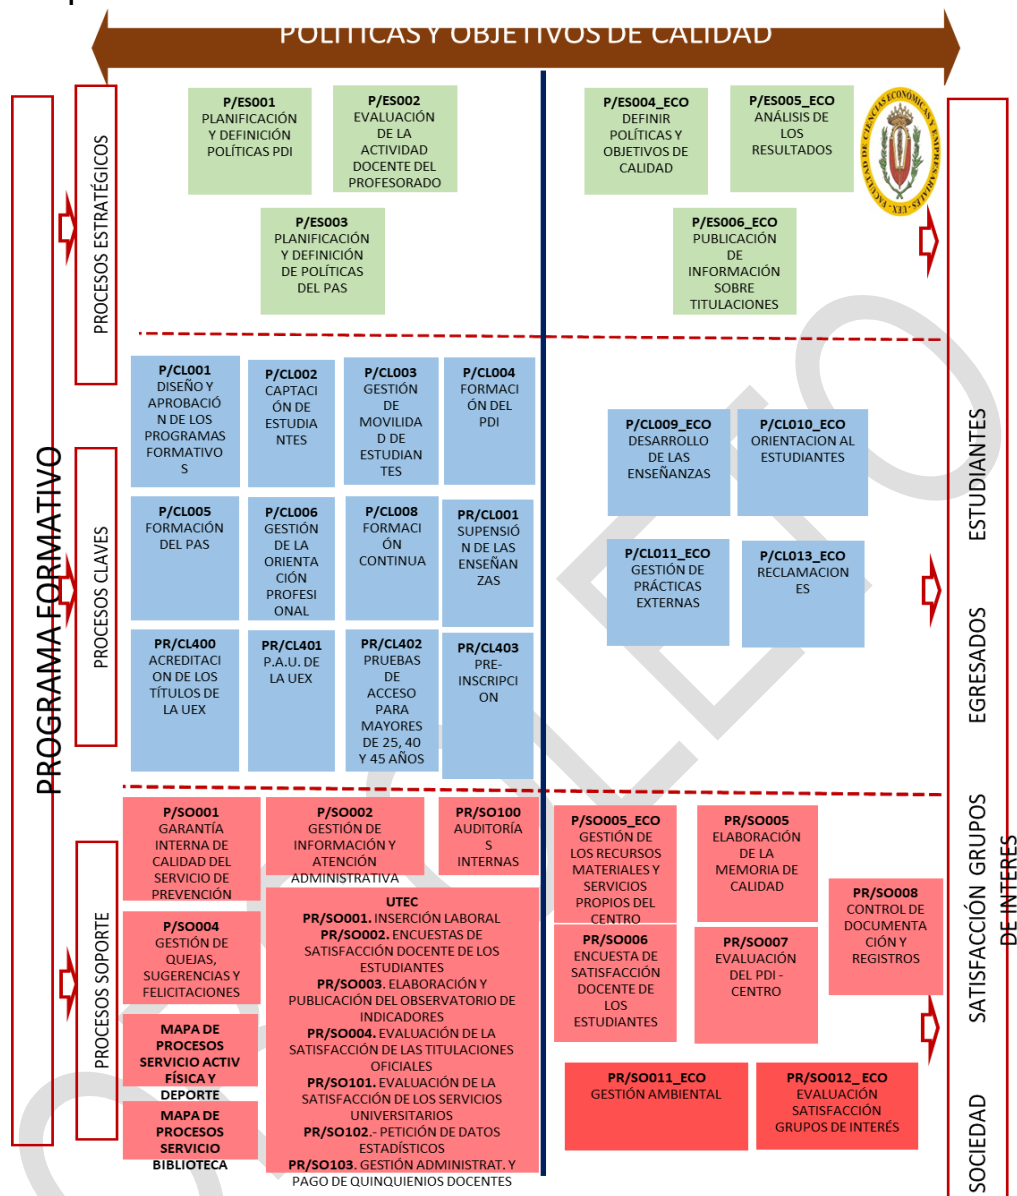 POLÍTICAS Y OBJETIVOS DE CALIDAD
PROGRAMA FORMATIVO
PROCESOS ESTRATÉGICOS
P/ES001
PLANIFICACIÓN
Y DEFINICIÓN
POLÍTICAS PDI
P/ES002
EVALUACIÓN
DE LA
ACTIVIDAD
DOCENTE DEL
PROFESORADO
P/ES003
PLANIFICACIÓN
Y DEFINICIÓN
DE POLÍTICAS
DEL PAS
P/ES004_ECO
DEFINIR
POLÍTICAS Y
OBJETIVOS DE
CALIDAD
P/ES005_ECO
ANÁLISIS DE
LOS
RESULTADOS
FACULTAD DE CIENCIAS ECONOMICAS Y EMPRESARIALES - UEX -
P/ES006_ECO
PUBLICACIÓN
DE
INFORMACIÓN
SOBRE
TITULACIONES
PROCESOS CLAVES
P/CL001
DISEÑO Y
APROBACIÓ
N DE LOS
PROGRAMAS
FORMATIVO
S
P/CL002
CAPTACI
ÓN DE
ESTUDIA
NTES
P/CL003
GESTIÓN
DE
MOVILIDA
D DE
ESTUDIAN
TES
P/CL004
FORMACI
ÓN DEL
PDI
P/CL005
FORMACIÓN
DEL PAS
P/CL006
GESTIÓN
DE LA
ORIENTA
CIÓN
PROFESI
ONAL
P/CL008
FORMACI
ÓN
CONTINUA
PR/CL001
SUPENSIÓ
N DE LAS
ENSEÑAN
ZAS
PR/CL400
ACREDITACI
ON DE LOS
TÍTULOS DE
LA UEX
PR/CL401
P.A.U. DE
LA UEX
PR/CL402
PRUEBAS
DE
ACCESO
PARA
MAYORES
DE 25, 40
Y 45 AÑOS
PR/CL403
PRE-
INSCRIPCI
ON
P/CL009_ECO
DESARROLLO
DE LAS
ENSEÑANZAS
P/CL010_ECO
ORIENTACION AL
ESTUDIANTES
P/CL011_ECO
GESTIÓN DE
PRÁCTICAS
EXTERNAS
P/CL013_ECO
RECLAMACION
ES
PROCESOS SOPORTE
P/SO001
GARANTÍA
INTERNA DE
CALIDAD DEL
SERVICIO DE
PREVENCIÓN
P/SO002
GESTIÓN DE
INFORMACIÓN Y
ATENCIÓN
ADMINISTRATIVA
PR/SO100
AUDITORÍA
S
INTERNAS
P/SO004
GESTIÓN DE
QUEJAS,
SUGERENCIAS Y
FELICITACIONES
MAPA DE
PROCESOS
SERVICIO ACTIV
FÍSICA Y
DEPORTE
MAPA DE
PROCESOS
SERVICIO
BIBLIOTECA
UTEC
PR/SO001. INSERCIÓN LABORAL
PR/SO002. ENCUESTAS DE
SATISFACCIÓN DOCENTE DE LOS
ESTUDIANTES
PR/SO003. ELABORACIÓN Y
PUBLICACIÓN DEL OBSERVATORIO DE
INDICADORES
PR/SO004. EVALUACIÓN DE LA
SATISFACCIÓN DE LAS TITULACIONES
OFICIALES
PR/SO101. EVALUACIÓN DE LA
SATISFACCIÓN DE LOS SERVICIOS
UNIVERSITARIOS
PR/SO102.- PETICIÓN DE DATOS
ESTADÍSTICOS
PR/SO103. GESTIÓN ADMINISTRAT. Y
PAGO DE QUINQUIENIOS DOCENTES
P/SO005_ECO
GESTIÓN DE
LOS RECURSOS
MATERIALES Y
SERVICIOS
PROPIOS DEL
CENTRO
PR/SO005
ELABORACIÓN
DE LA
MEMORIA DE
CALIDAD
PR/SO006
ENCUESTA DE
SATISFACCIÓN
DOCENTE DE
LOS
ESTUDIANTES
PR/SO007
EVALUACIÓN
DEL PDI -
CENTRO
PR/SO008
CONTROL DE
DOCUMENTA
CIÓN Y
REGISTROS
PR/SO011_ECO
GESTIÓN AMBIENTAL
PR/SO012_ ECO
EVALUACIÓN
SATISFACCIÓN
GRUPOS DE INTERÉS
ESTUDIANTES
EGRESADOS
SATISFACCIÓN GRUPOS
DE INTERES
SOCIEDAD